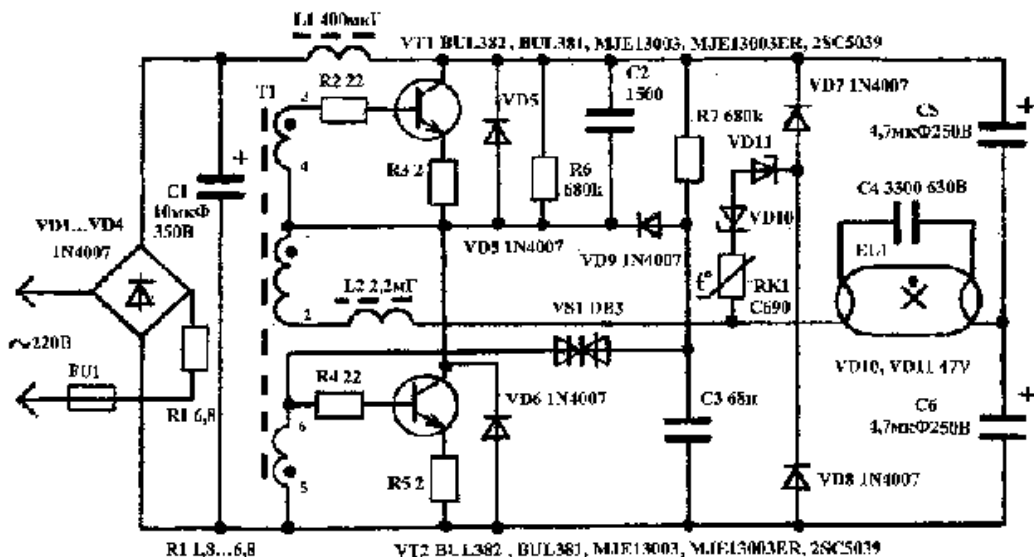 L1 400мкГ
VT1 BUL382, BUL381, MJE13003, MJE13003ER, 2SC5039
R2 22
T1
3
4
R3 2
VD5
C2
1500
R6
680k
R7 680k
VD7 1N4007
VD11
VD10
C5
4,7мкФ250В
C4 3300 630В
C1
10мкФ
350В
VD1...VD4
1N4007
VD5 1N4007
VD9 1N4007
t°
RK1
C690
EL1
1
2
L2 2,2мГ
VS1 DB3
VD10, VD11 47V
~220В
BU1
R1 6,8
R4 22
6
5
R5 2
VD6 1N4007
C3 68н
C6
4,7мкФ250В
VD8 1N4007
R1 1,8...6,8
VT2 BUL382, BUL381, MJE13003, MJE13003ER, 2SC5039